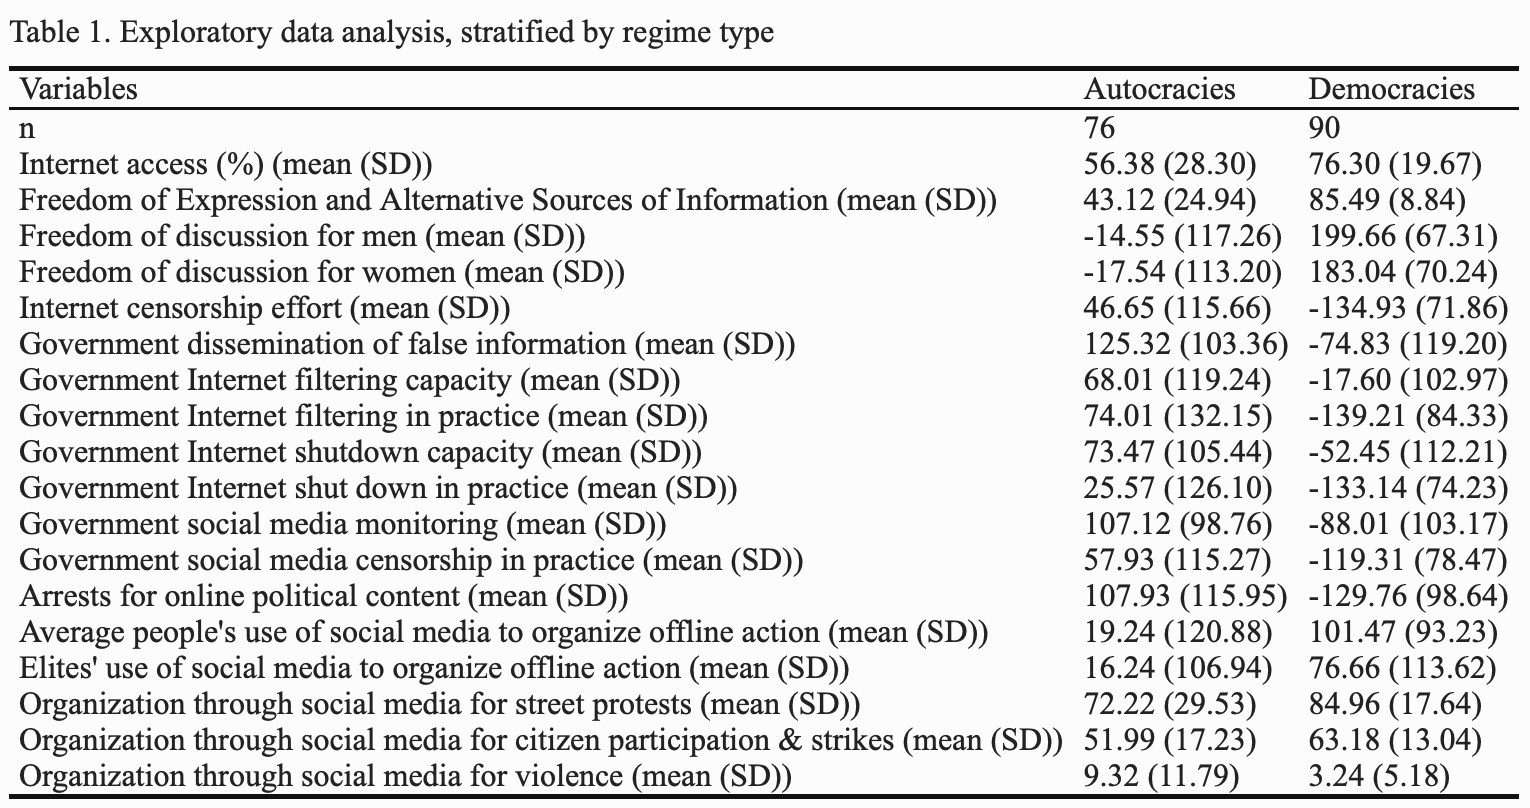 Table 1. Exploratory data analysis, stratified by regime type
Variables Autocracies Democracies
n 76 90
Internet access (%) (mean (SD)) 56.38 (28.30) 76.30 (19.67)
Freedom of Expression and Alternative Sources of Information (mean (SD)) 43.12 (24.94) 85.49 (8.84)
Freedom of discussion for men (mean (SD)) -14.55 (117.26) 199.66 (67.31)
Freedom of discussion for women (mean (SD)) -17.54 (113.20) 183.04 (70.24)
Internet censorship effort (mean (SD)) 46.65 (115.66) -134.93 (71.86)
Government dissemination of false information (mean (SD)) 125.32 (103.36) -74.83 (119.20)
Government Internet filtering capacity (mean (SD)) 68.01 (119.24) -17.60 (102.97)
Government Internet filtering in practice (mean (SD)) 74.01 (132.15) -139.21 (84.33)
Government Internet shutdown capacity (mean (SD)) 73.47 (105.44) -52.45 (112.21)
Government Internet shut down in practice (mean (SD)) 25.57 (126.10) -133.14 (74.23)
Government social media monitoring (mean (SD)) 107.12 (98.76) -88.01 (103.17)
Government social media censorship in practice (mean (SD)) 57.93 (115.27) -119.31 (78.47)
Arrests for online political content (mean (SD)) 107.93 (115.95) -129.76 (98.64)
Average people's use of social media to organize offline action (mean (SD)) 19.24 (120.88) 101.47 (93.23)
Elites' use of social media to organize offline action (mean (SD)) 16.24 (106.94) 76.66 (113.62)
Organization through social media for street protests (mean (SD)) 72.22 (29.53) 84.96 (17.64)
Organization through social media for citizen participation & strikes (mean (SD)) 51.99 (17.23) 63.18 (13.04)
Organization through social media for violence (mean (SD)) 9.32 (11.79) 3.24 (5.18)